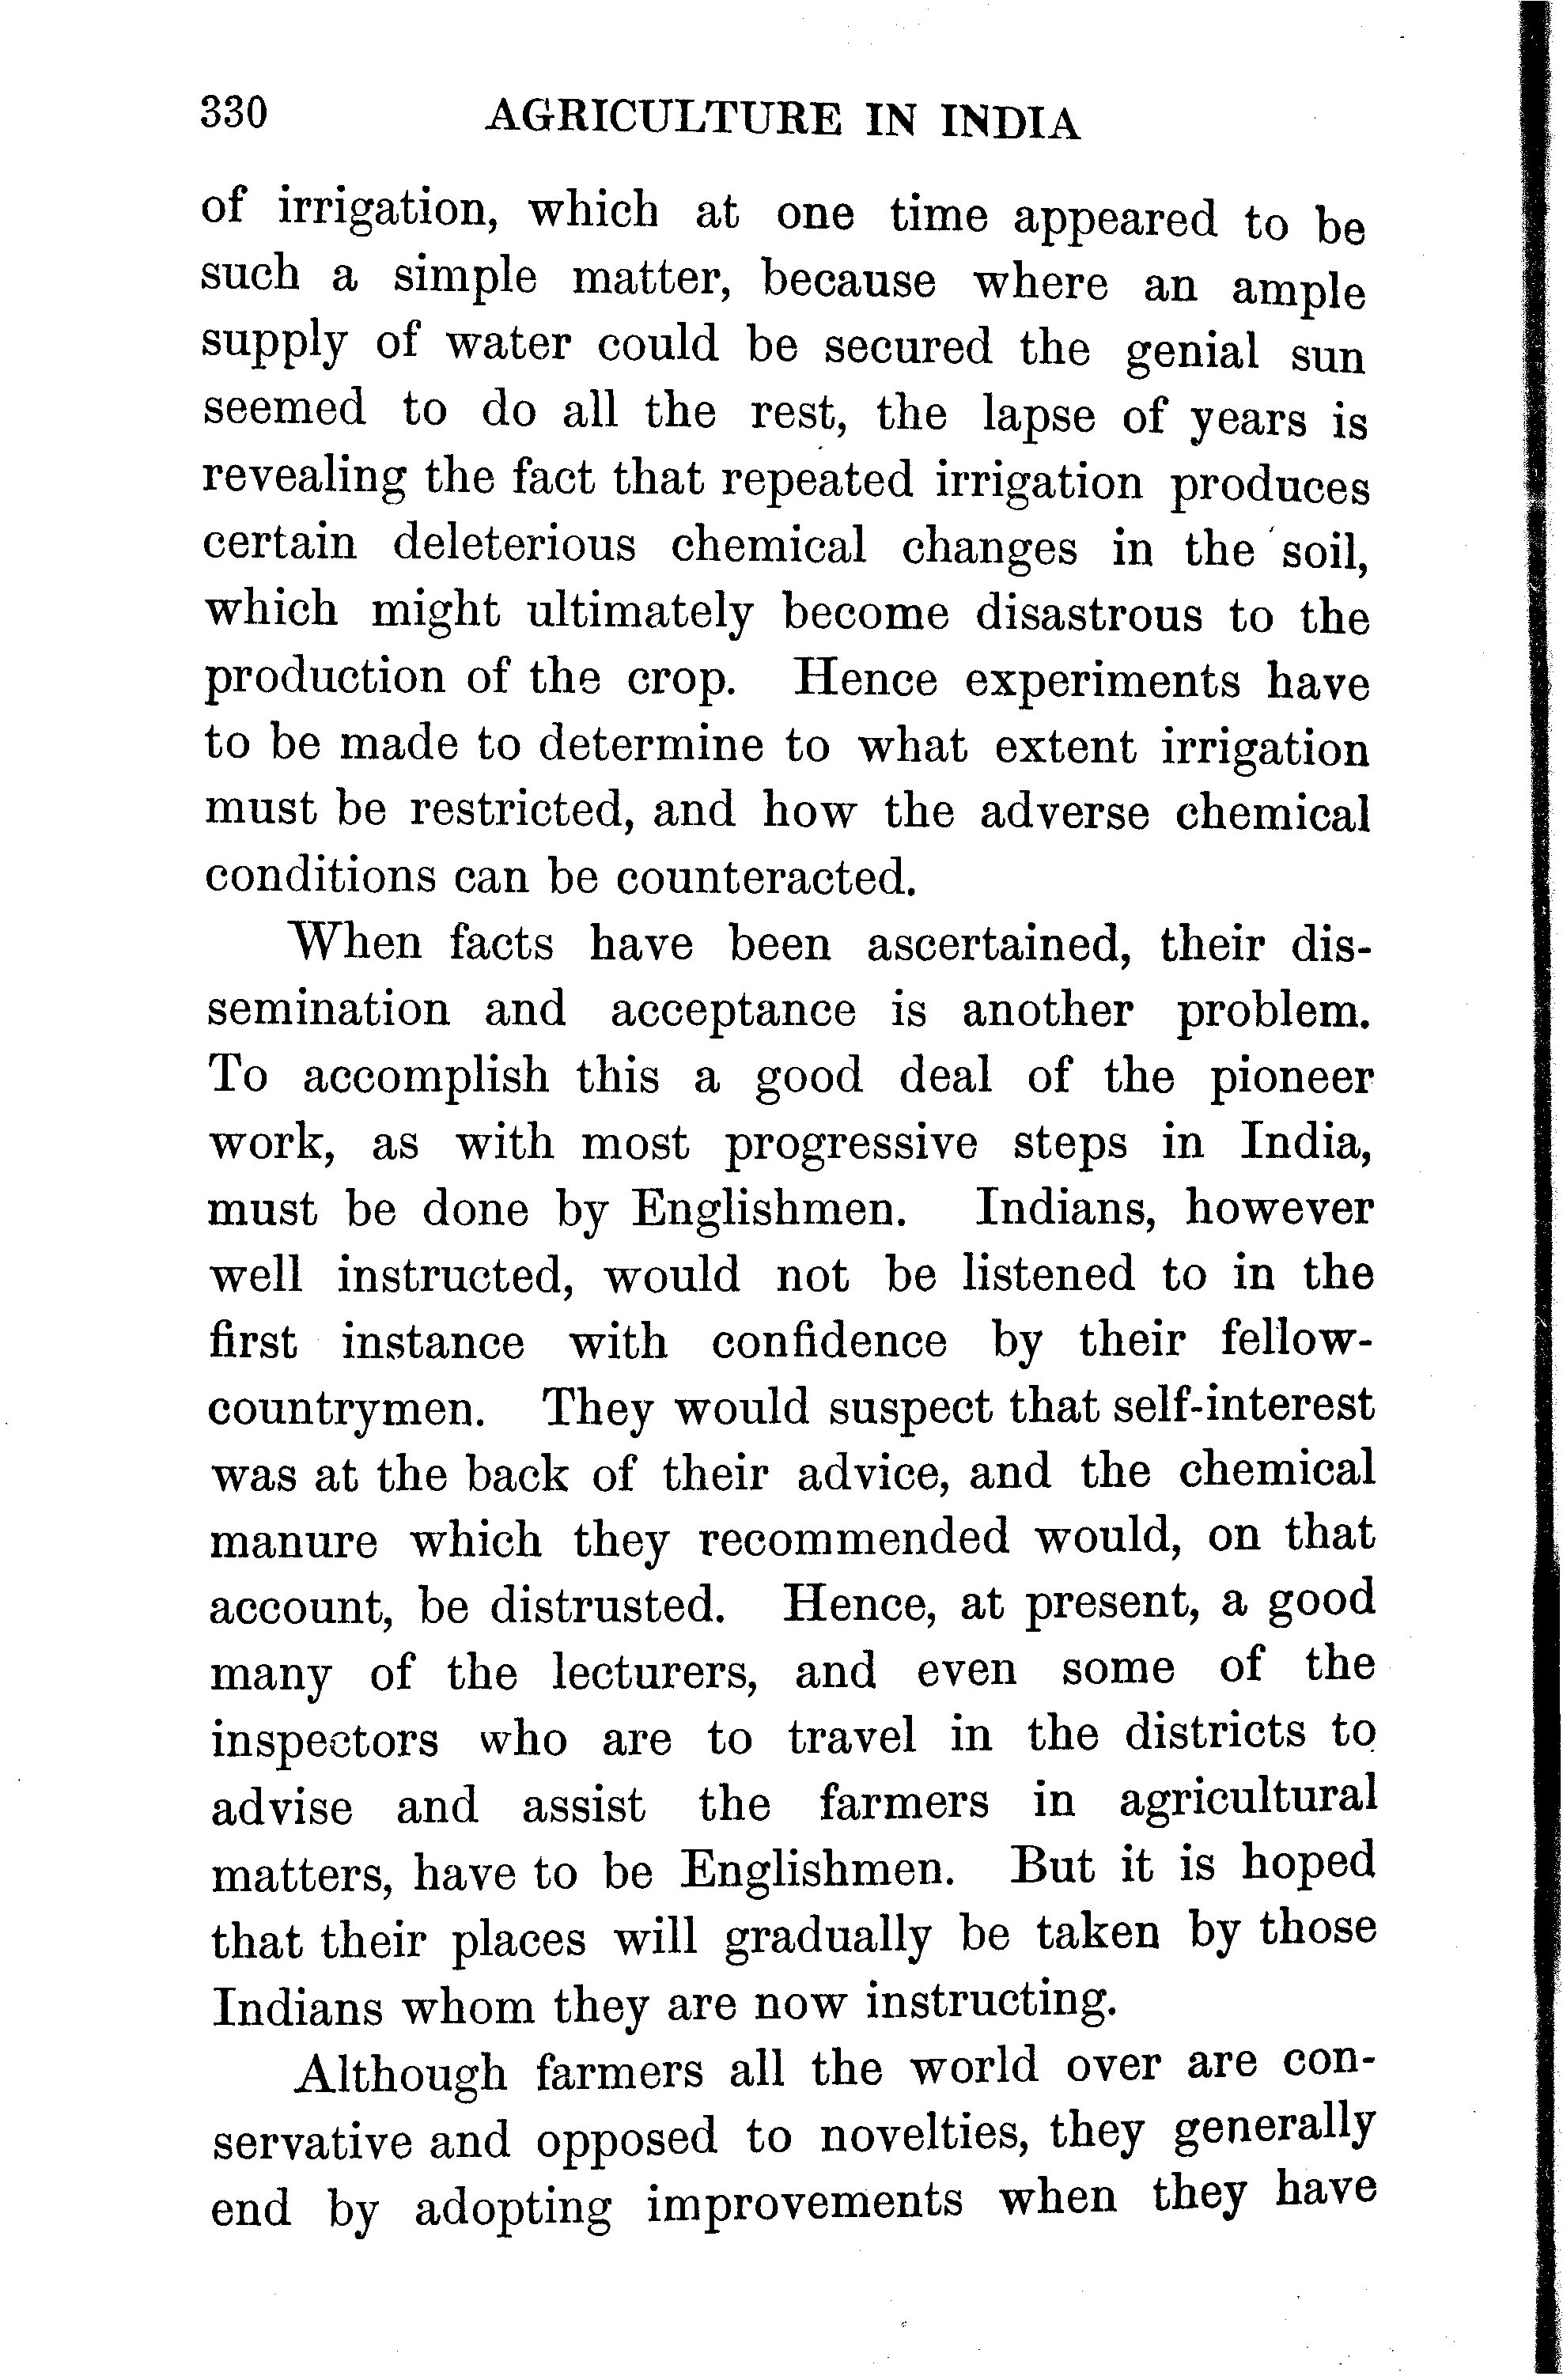 330 AGRICULTURE IN INDIA
of irrigation, which at one time appeared to be
such a simple matter, because where an ample
supply of water could be secured the genial sun
seemed to do all the rest, the lapse of years is
revealing the fact that repeated irrigation produces
certain deleterious chemical changes in the soil,
which might ultimately become disastrous to the
production of the crop. Hence experiments have
to be made to determine to what extent irrigation
must be restricted, and how the adverse chemical
conditions can be counteracted.
When facts have been ascertained, their dis-
semination and acceptance is another problem.
To accomplish this a good deal of the pioneer
work, as with most progressive steps in India,
must be done by Englishmen. Indians, however
well instructed, would not be listened to in the
first instance with confidence by their fellow-
countrymen. They would suspect that self-interest
was at the back of their advice, and the chemical
manure which they recommended would, on that
account, be distrusted. Hence, at present, a good
many of the lecturers, and even some of the
inspectors who are to travel in the districts to
advise and assist the farmers in agricultural
matters, have to be Englishmen. But it is hoped
that their places will gradually be taken by those
Indians whom they are now instructing.
Although farmers all the world over are con-
servative and opposed to novelties, they generally
end by adopting improvements when they have